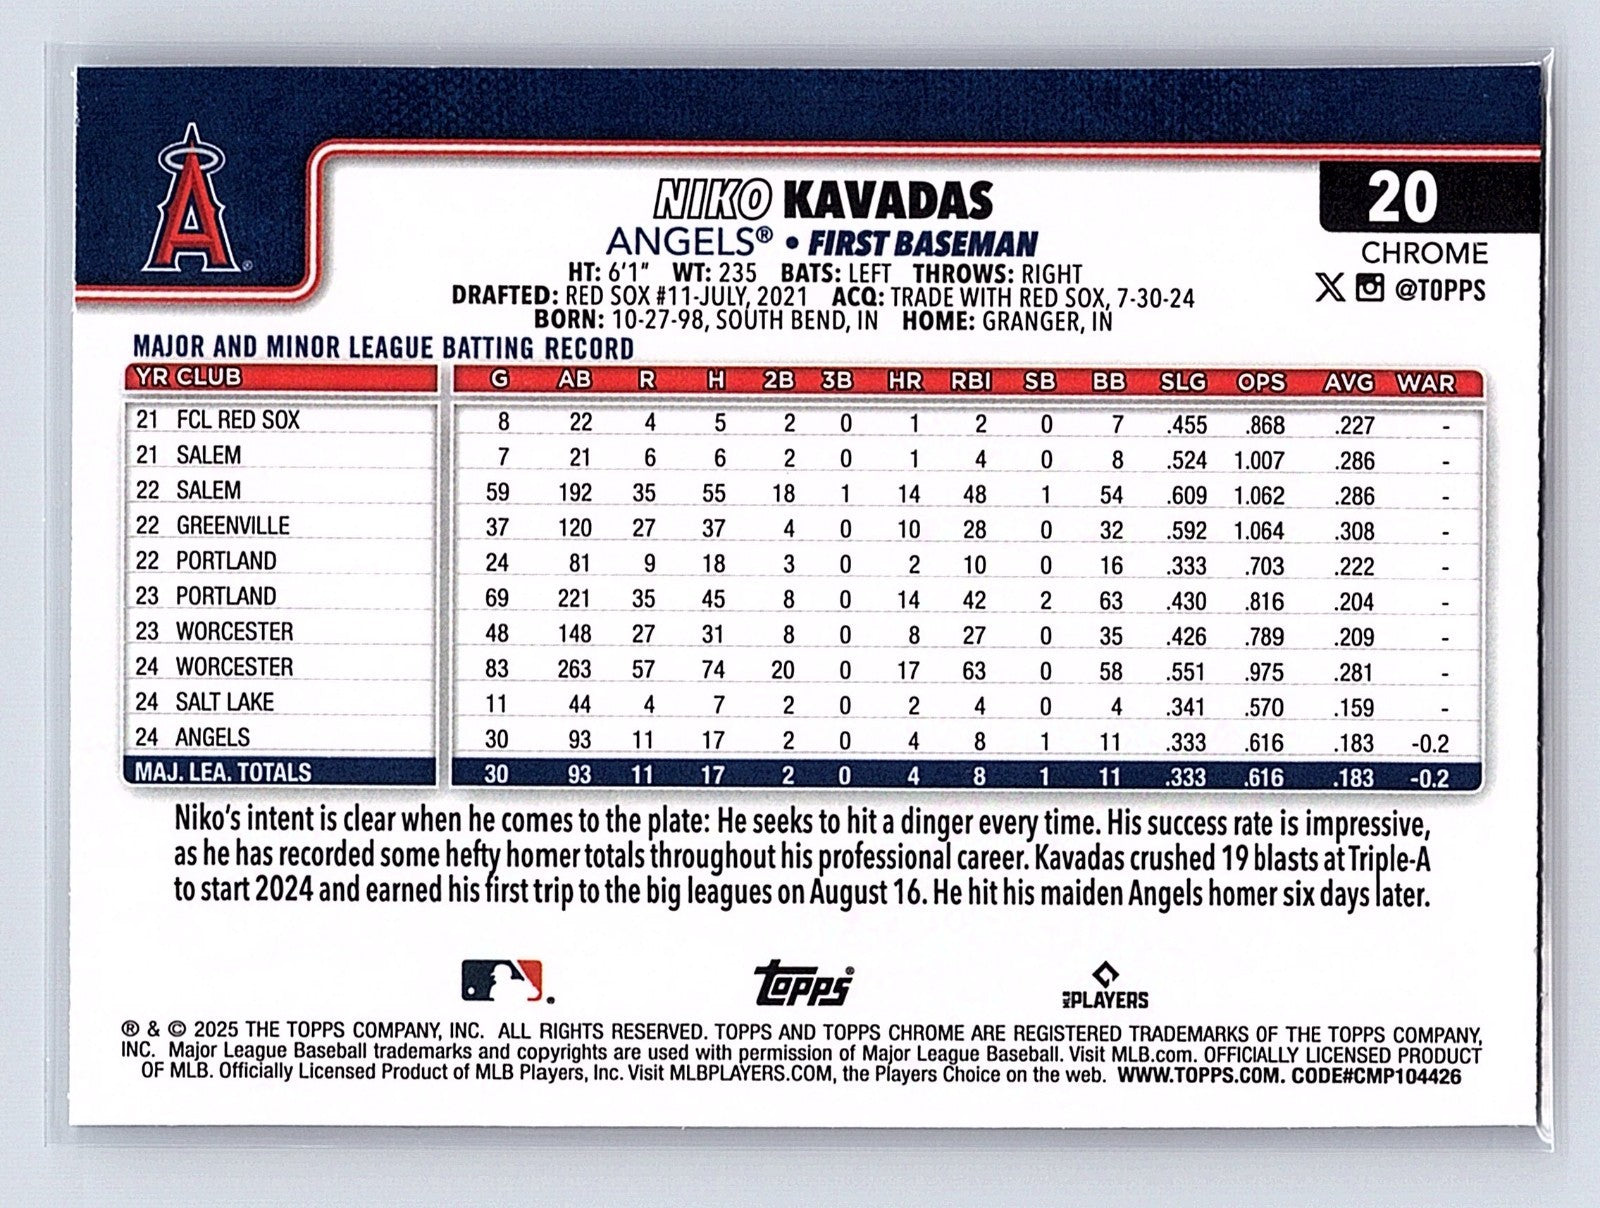 NIKO KAVADAS
20
ANGELS® • FIRST BASEMAN
CHROME
HT: 6'1" WT: 235 BATS: LEFT THROWS: RIGHT
@TOPPS
DRAFTED: RED SOX #11-JULY, 2021 ACQ: TRADE WITH RED SOX, 7-30-24
BORN: 10-27-98, SOUTH BEND, IN HOME: GRANGER, IN
MAJOR AND MINOR LEAGUE BATTING RECORD
YR CLUB G AB R H 2B 3B HR RBI SB BB SLG OPS AVG WAR
21 FCL RED SOX 8 22 4 5 2 0 1 2 0 7 .455 .868 .227 -
21 SALEM 7 21 6 6 2 0 1 4 0 8 .524 1.007 .286 -
22 SALEM 59 192 35 55 18 1 14 48 1 54 .609 1.062 .286 -
22 GREENVILLE 37 120 27 37 4 0 10 28 0 32 .592 1.064 .308 -
22 PORTLAND 24 81 9 18 3 0 2 10 0 16 .333 .703 .222 -
23 PORTLAND 69 221 35 45 8 0 14 42 2 63 .430 .816 .204 -
23 WORCESTER 48 148 27 31 8 0 8 27 0 35 .426 .789 .209 -
24 WORCESTER 83 263 57 74 20 0 17 63 0 58 .551 .975 .281 -
24 SALT LAKE 11 44 4 7 2 0 2 4 0 4 .341 .570 .159 -
24 ANGELS 30 93 11 17 2 0 4 8 1 11 .333 .616 .183 -0.2
MAJ. LEA. TOTALS 30 93 11 17 2 0 4 8 1 11 .333 .616 .183 -0.2
Niko's intent is clear when he comes to the plate: He seeks to hit a dinger every time. His success rate is impressive,
as he has recorded some hefty homer totals throughout his professional career. Kavadas crushed 19 blasts at Triple-A
to start 2024 and earned his first trip to the big leagues on August 16. He hit his maiden Angels homer six days later.
Topps®
PLAYERS
® & © 2025 THE TOPPS COMPANY, INC. ALL RIGHTS RESERVED. TOPPS AND TOPPS CHROME ARE REGISTERED TRADEMARKS OF THE TOPPS COMPANY,
INC. Major League Baseball trademarks and copyrights are used with permission of Major League Baseball. Visit MLB.com. OFFICIALLY LICENSED PRODUCT
OF MLB. Officially Licensed Product of MLB Players, Inc. Visit MLBPLAYERS.COM, the Players Choice on the web. WWW.TOPPS.COM. CODE#CMP104426